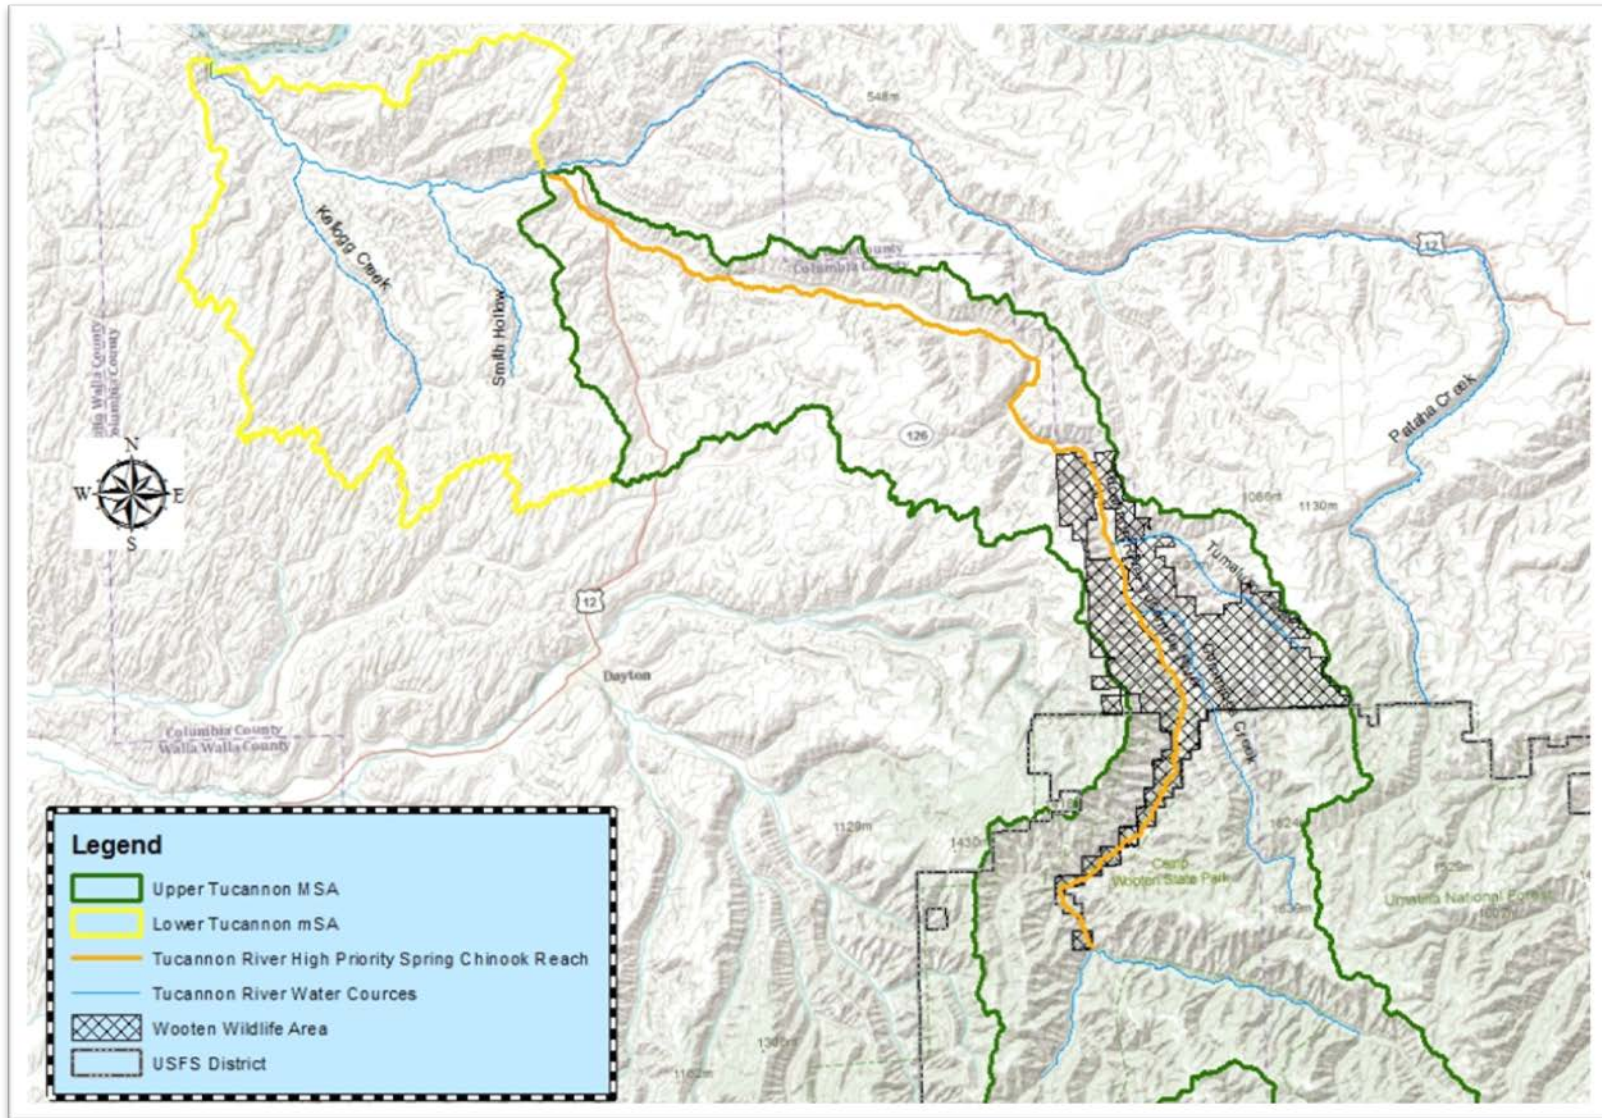 548m
Kellogg Creek
Columbia County
12
Smith Hollow
Walla Walla County
Columbia County
Pataha Creek
126
N
W
E
S
1130m
12
Dayton
Columbia County
Walla Walla County
Creek
1129m
1430m
Camp
Wooten State Park
Umatilla National Forest
Legend
Upper Tucannon MSA
Lower Tucannon mSA
Tucannon River High Priority Spring Chinook Reach
Tucannon River Water Cources
Wooten Wildlife Area
USFS District